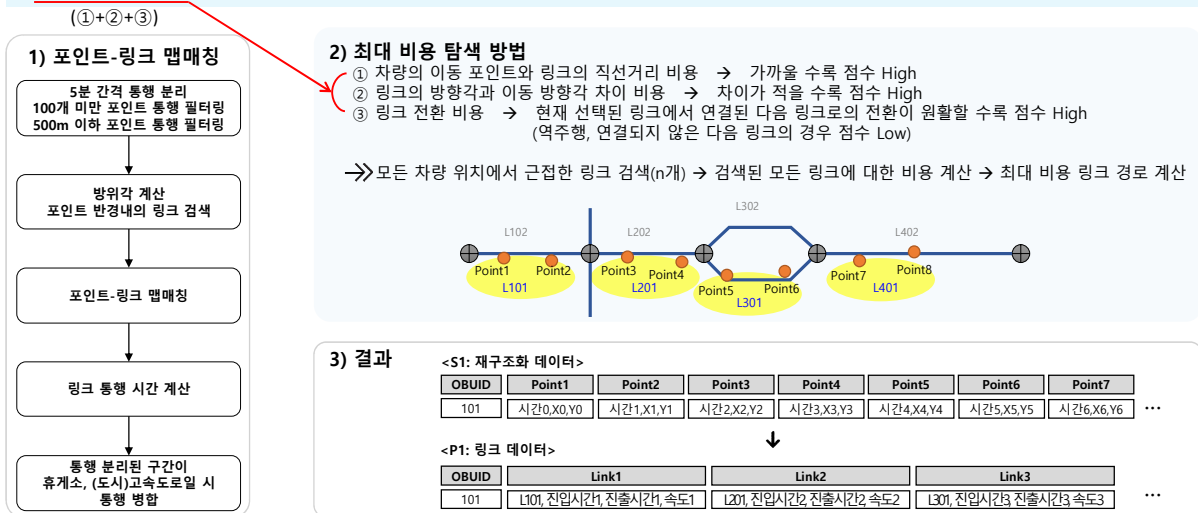 (①+②+③)
1) 포인트-링크 맵매칭
5분 간격 통행 분리
100개 미만 포인트 통행 필터링
500m 이하 포인트 통행 필터링
방위각 계산
포인트 반경내의 링크 검색
포인트-링크 맵매칭
링크 통행 시간 계산
통행 분리된 구간이
휴게소, (도시)고속도로일 시
통행 병합
2) 최대 비용 탐색 방법
① 차량의 이동 포인트와 링크의 직선거리 비용 → 가까울 수록 점수 High
② 링크의 방향각과 이동 방향각 차이 비용 → 차이가 적을 수록 점수 High
③ 링크 전환 비용 → 현재 선택된 링크에서 연결된 다음 링크로의 전환이 원활할 수록 점수 High
(역주행, 연결되지 않은 다음 링크의 경우 점수 Low)
모든 차량 위치에서 근접한 링크 검색(n개) → 검색된 모든 링크에 대한 비용 계산 → 최대 비용 링크 경로 계산
L302
L102 L202 L402
Point1 Point2 Point3 Point4 Point5 Point6 Point7 Point8
L101 L201 L301 L401
3) 결과
<S1: 재구조화 데이터>
OBUID Point1 Point2 Point3 Point4 Point5 Point6 Point7
101 시간0,X0,Y0 시간1,X1,Y1 시간2,X2,Y2 시간3,X3,Y3 시간4,X4,Y4 시간5,X5,Y5 시간6,X6,Y6 …
<P1: 링크 데이터>
OBUID Link1 Link2 Link3
101 L101, 진입시간1, 진출시간1, 속도1 L201, 진입시간2, 진출시간2, 속도2 L301, 진입시간3, 진출시간3, 속도3 …